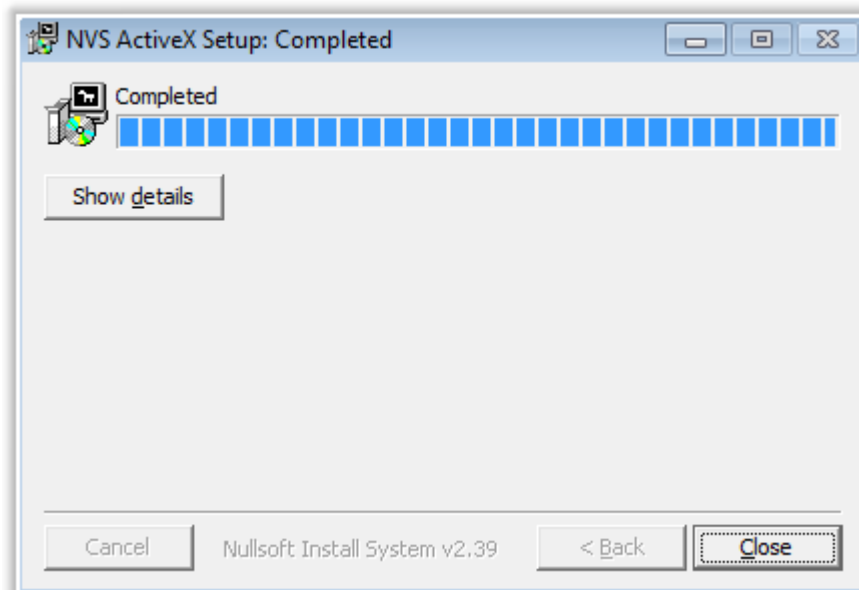 NVS ActiveX Setup: Completed
Completed
Show details
Cancel
Nullsoft Install System v2.39
< Back
Close